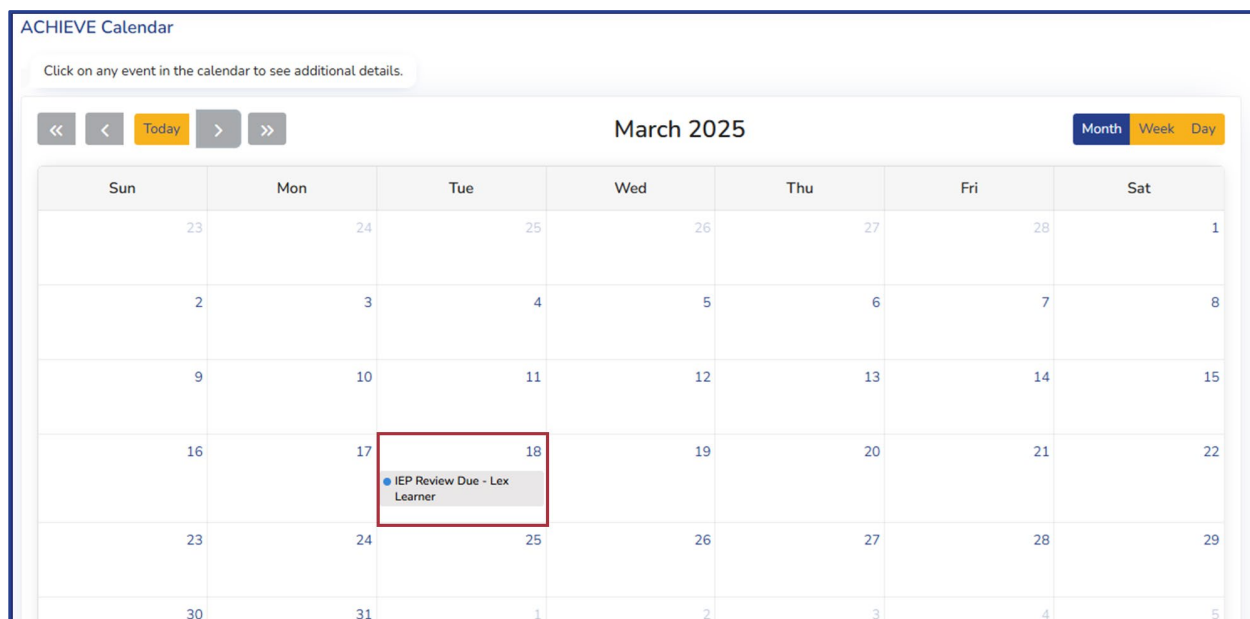 ACHIEVE Calendar
Click on any event in the calendar to see additional details.
« < Today > » March 2025 Month Week Day
Sun Mon Tue Wed Thu Fri Sat
23 24 25 26 27 28 1
2 3 4 5 6 7 8
9 10 11 12 13 14 15
16 17 18 19 20 21 22
IEP Review Due - Lex
Learner
23 24 25 26 27 28 29
30 31 1 2 3 4 5